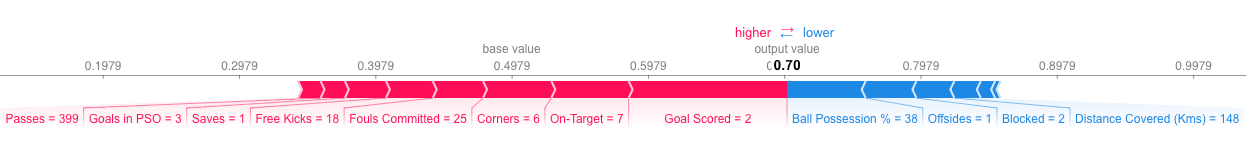 higher ⇄ lower
base value output value
0.1979 0.2979 0.3979 0.4979 0.5979 0.70 0.7979 0.8979 0.9979
Passes = 399 Goals in PSO = 3 Saves = 1 Free Kicks = 18 Fouls Committed = 25 Corners = 6 On-Target = 7 Goal Scored = 2 Ball Possession % = 38 Offsides = 1 Blocked = 2 Distance Covered (Kms) = 148